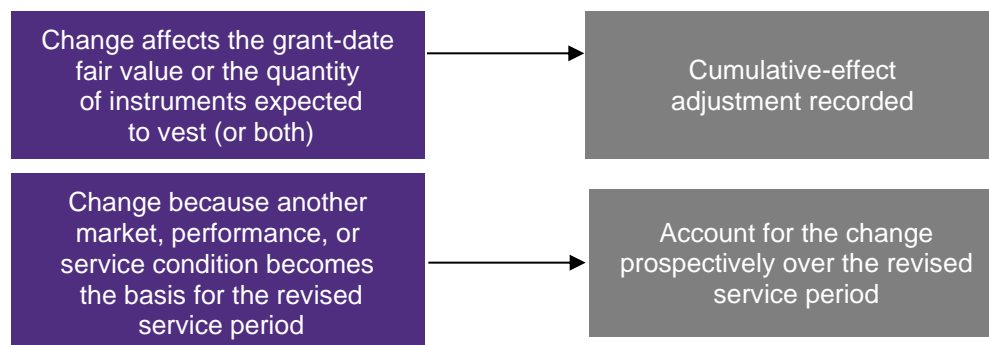 Change affects the grant-date
fair value or the quantity
of instruments expected
to vest (or both)
Cumulative-effect
adjustment recorded
Change because another
market, performance, or
service condition becomes
the basis for the revised
service period
Account for the change
prospectively over the revised
service period